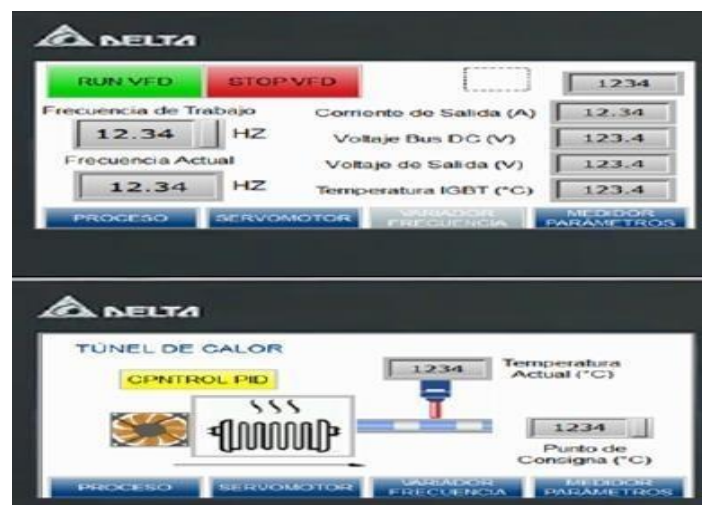 DELTA
RUN VFD STOP VFD 1234
Frecuencia de Trabajo Corriente de Salida (A) 12.34
12.34 HZ Voltaje Bus DC (V) 123.4
Frecuencia Actual Voltaje de Salida (V) 123.4
12.34 HZ Temperatura IGBT (°C) 123.4
PROCESO SERVOMOTOR VARIADOR FRECUENCIA MEDIDOR PARÁMETROS
DELTA
TÚNEL DE CALOR
CPNTROL PID
1234 Temperatura Actual (°C)
1234
Punto de
Consigna (°C)
PROCESO SERVOMOTOR VARIADOR FRECUENCIA MEDIDOR PARÁMETROS